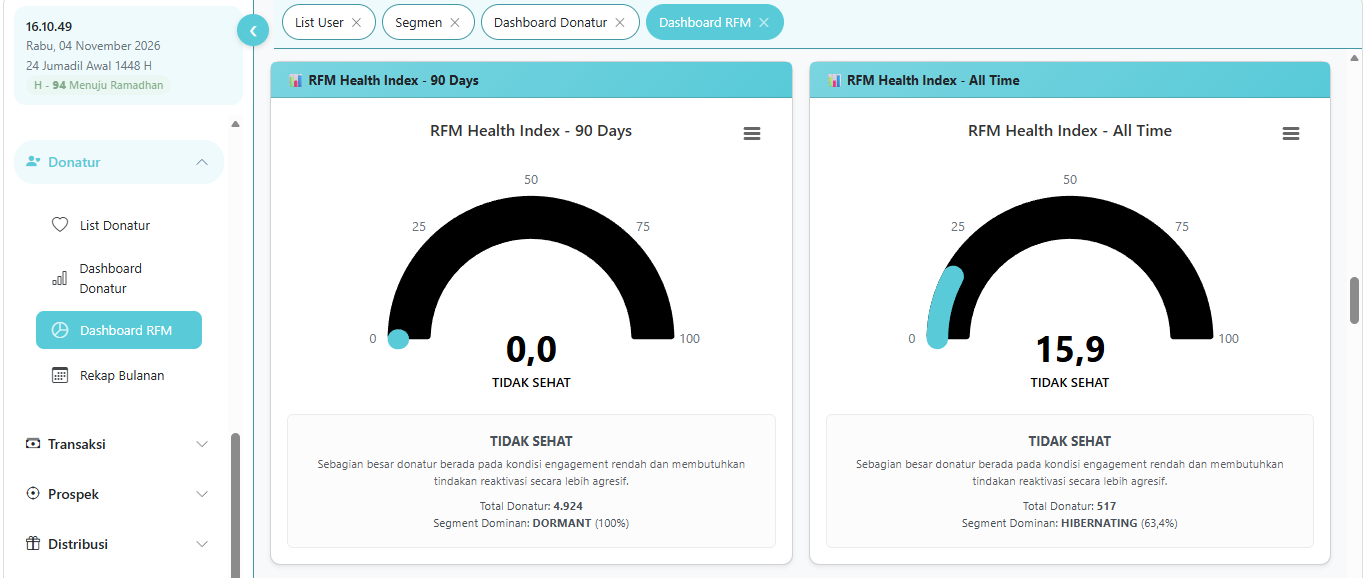 16.10.49
Rabu, 04 November 2026
24 Jumadil Awal 1448 H
H - 94 Menuju Ramadhan
Donatur
List Donatur
Dashboard
Donatur
Dashboard RFM
Rekap Bulanan
Transaksi
Prospek
Distribusi
List User
Segmen
Dashboard Donatur
Dashboard RFM
RFM Health Index - 90 Days
RFM Health Index - 90 Days
0
25
50
75
100
0,0
TIDAK SEHAT
TIDAK SEHAT
Sebagian besar donatur berada pada kondisi engagement rendah dan membutuhkan
tindakan reaktivasi secara lebih agresif.
Total Donatur: 4.924
Segment Dominan: DORMANT (100%)
RFM Health Index - All Time
RFM Health Index - All Time
0
25
50
75
100
15,9
TIDAK SEHAT
TIDAK SEHAT
Sebagian besar donatur berada pada kondisi engagement rendah dan membutuhkan
tindakan reaktivasi secara lebih agresif.
Total Donatur: 517
Segment Dominan: HIBERNATING (63,4%)